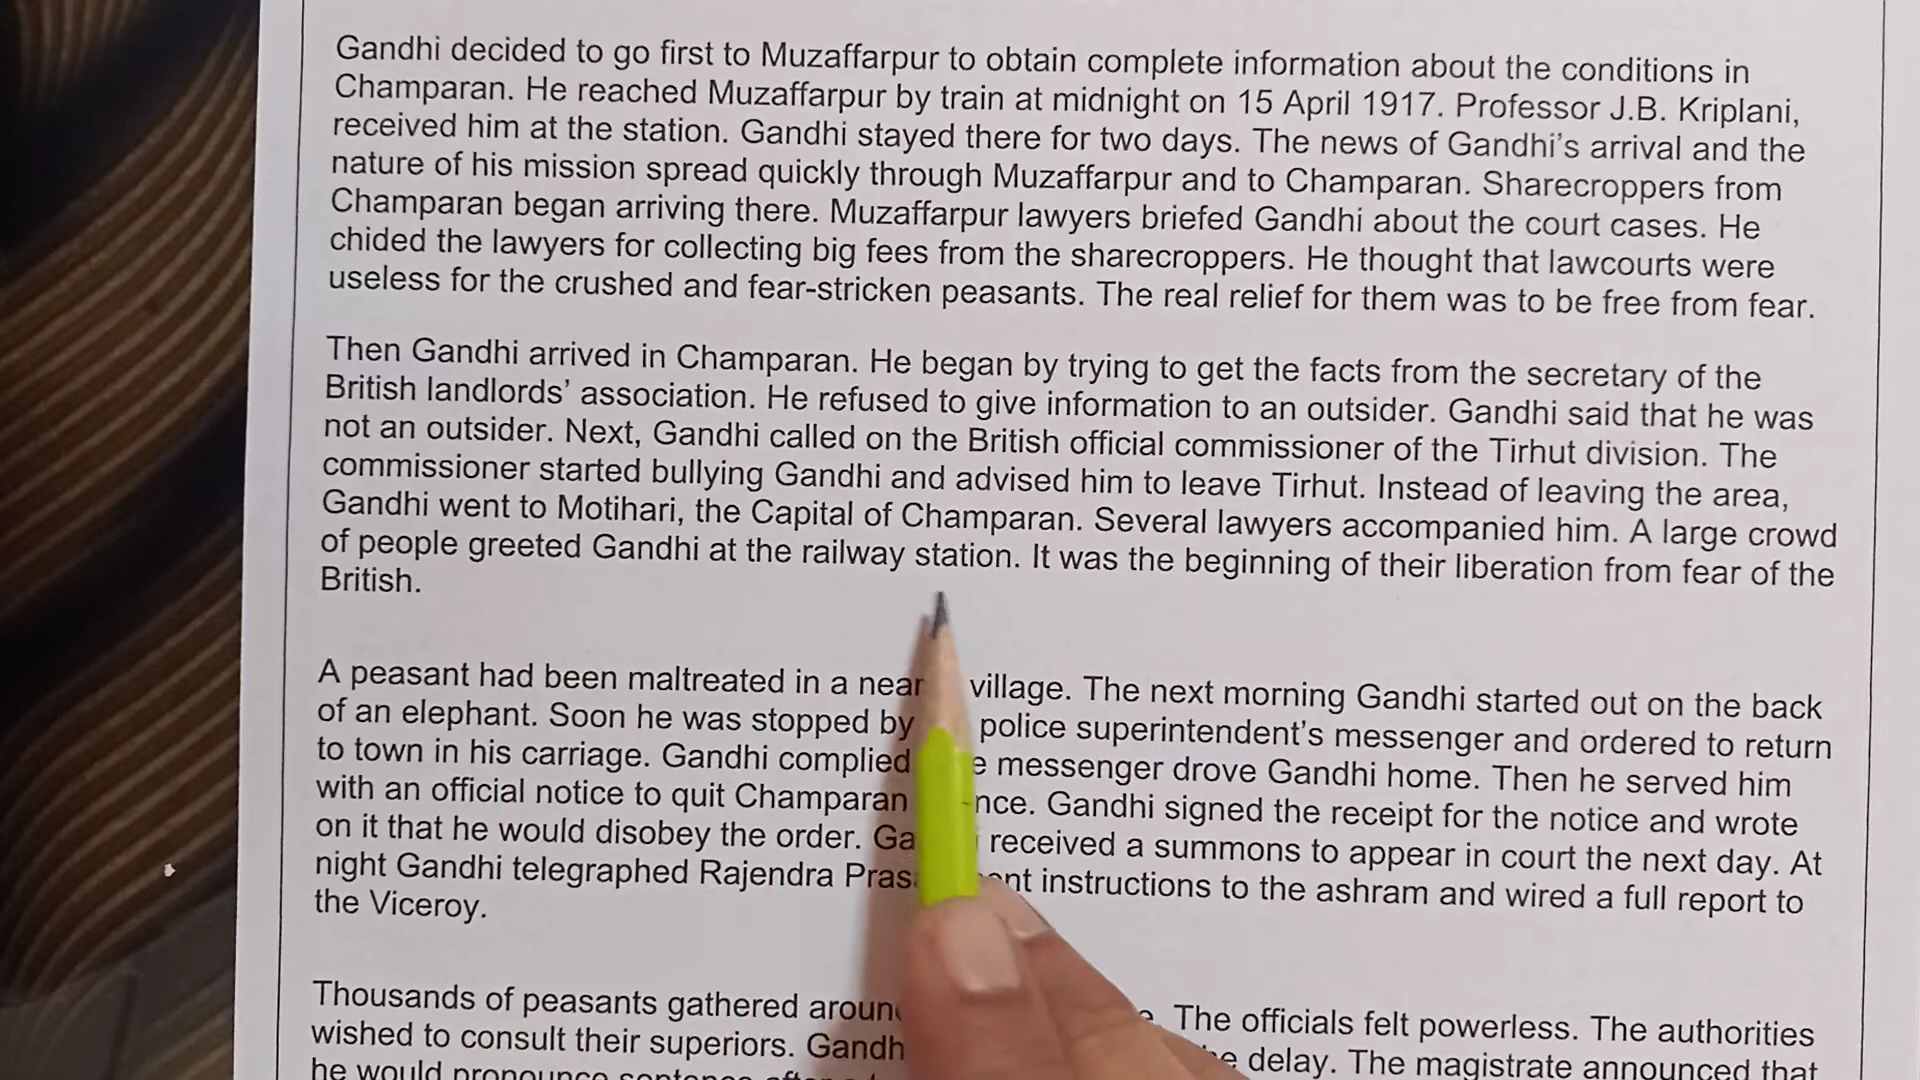 Gandhi decided to go first to Muzaffarpur to obtain complete information about the conditions in
Champaran. He reached Muzaffarpur by train at midnight on 15 April 1917. Professor J.B. Kriplani,
received him at the station. Gandhi stayed there for two days. The news of Gandhi's arrival and the
nature of his mission spread quickly through Muzaffarpur and to Champaran. Sharecroppers from
Champaran began arriving there. Muzaffarpur lawyers briefed Gandhi about the court cases. He
chided the lawyers for collecting big fees from the sharecroppers. He thought that lawcourts were
useless for the crushed and fear-stricken peasants. The real relief for them was to be free from fear.
Then Gandhi arrived in Champaran. He began by trying to get the facts from the secretary of the
British landlords' association. He refused to give information to an outsider. Gandhi said that he was
not an outsider. Next, Gandhi called on the British official commissioner of the Tirhut division. The
commissioner started bullying Gandhi and advised him to leave Tirhut. Instead of leaving the area,
Gandhi went to Motihari, the Capital of Champaran. Several lawyers accompanied him. A large crowd
of people greeted Gandhi at the railway station. It was the beginning of their liberation from fear of the
British.
A peasant had been maltreated in a village. The next morning Gandhi started out on the back
of an elephant. Soon he was stopped by police superintendent's messenger and ordered to return
to town in his carriage. Gandhi complied messenger drove Gandhi home. Then he served him
with an official notice to quit Champaran Gandhi signed the receipt for the notice and wrote
on it that he would disobey the order. received a summons to appear in court the next day. At
night Gandhi telegraphed Rajendra instructions to the ashram and wired a full report to
the Viceroy.
Thousands of peasants gathered The officials felt powerless. The authorities
wished to consult their superiors. delay. The magistrate announced that
he would pronounce sentence